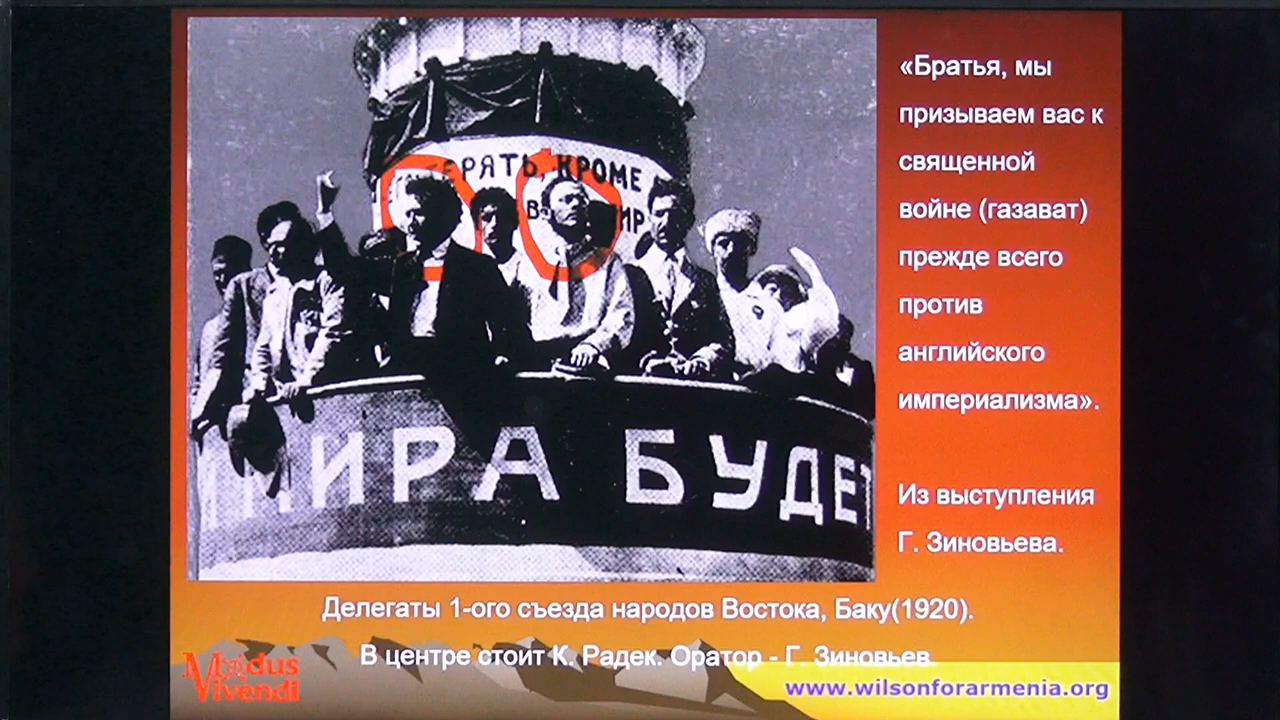 ЕРЯТЬ, КРОМЕ
ИРА БУДЕТ
«Братья, мы
призываем вас к
священной
войне (газават)
прежде всего
против
английского
империализма».
Из выступления
Г. Зиновьева.
Делегаты 1-ого съезда народов Востока, Баку(1920).
В центре стоит К. Радек. Оратор - Г. Зиновьев.
Modus
Vivendi
www.wilsonforarmenia.org